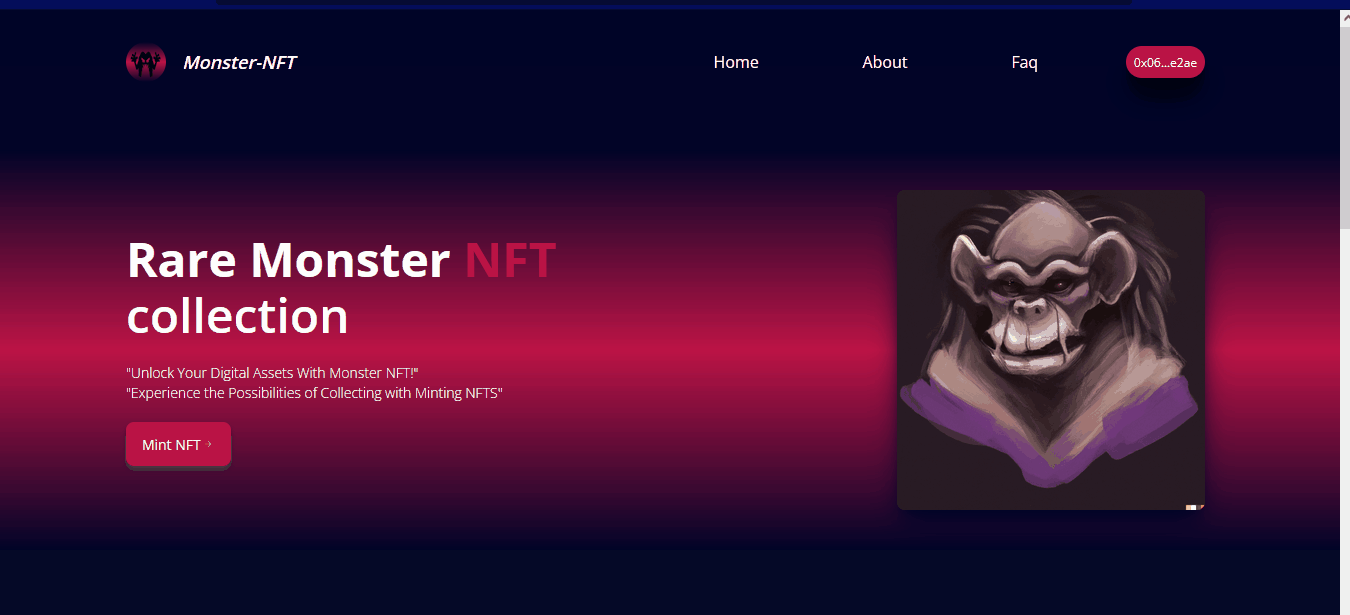 Monster-NFT
Home
About
Faq
0x06...e2ae
Rare Monster NFT
collection
"Unlock Your Digital Assets With Monster NFT!"
"Experience the Possibilities of Collecting with Minting NFTS"
Mint NFT